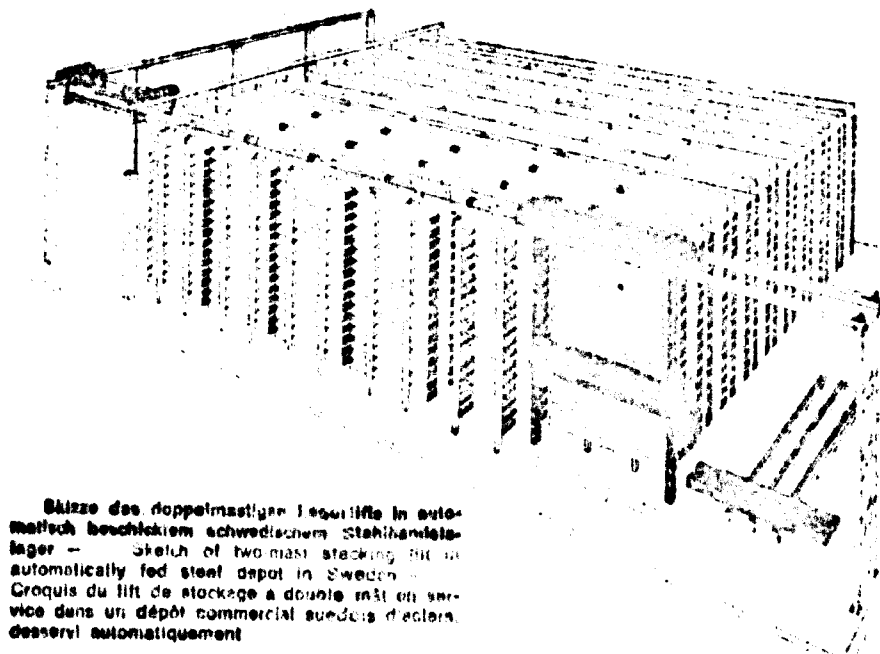 Skizze des doppelmastigen Lagerlifts in auto-
matisch beschicktem schwedischem Stahlhandels-
lager – Sketch of two-mast stacking lift in
automatically fed steel depot in Sweden –
Croquis du lift de stockage à double mât en ser-
vice dans un dépôt commercial suédois d'aciers,
desservi automatiquement